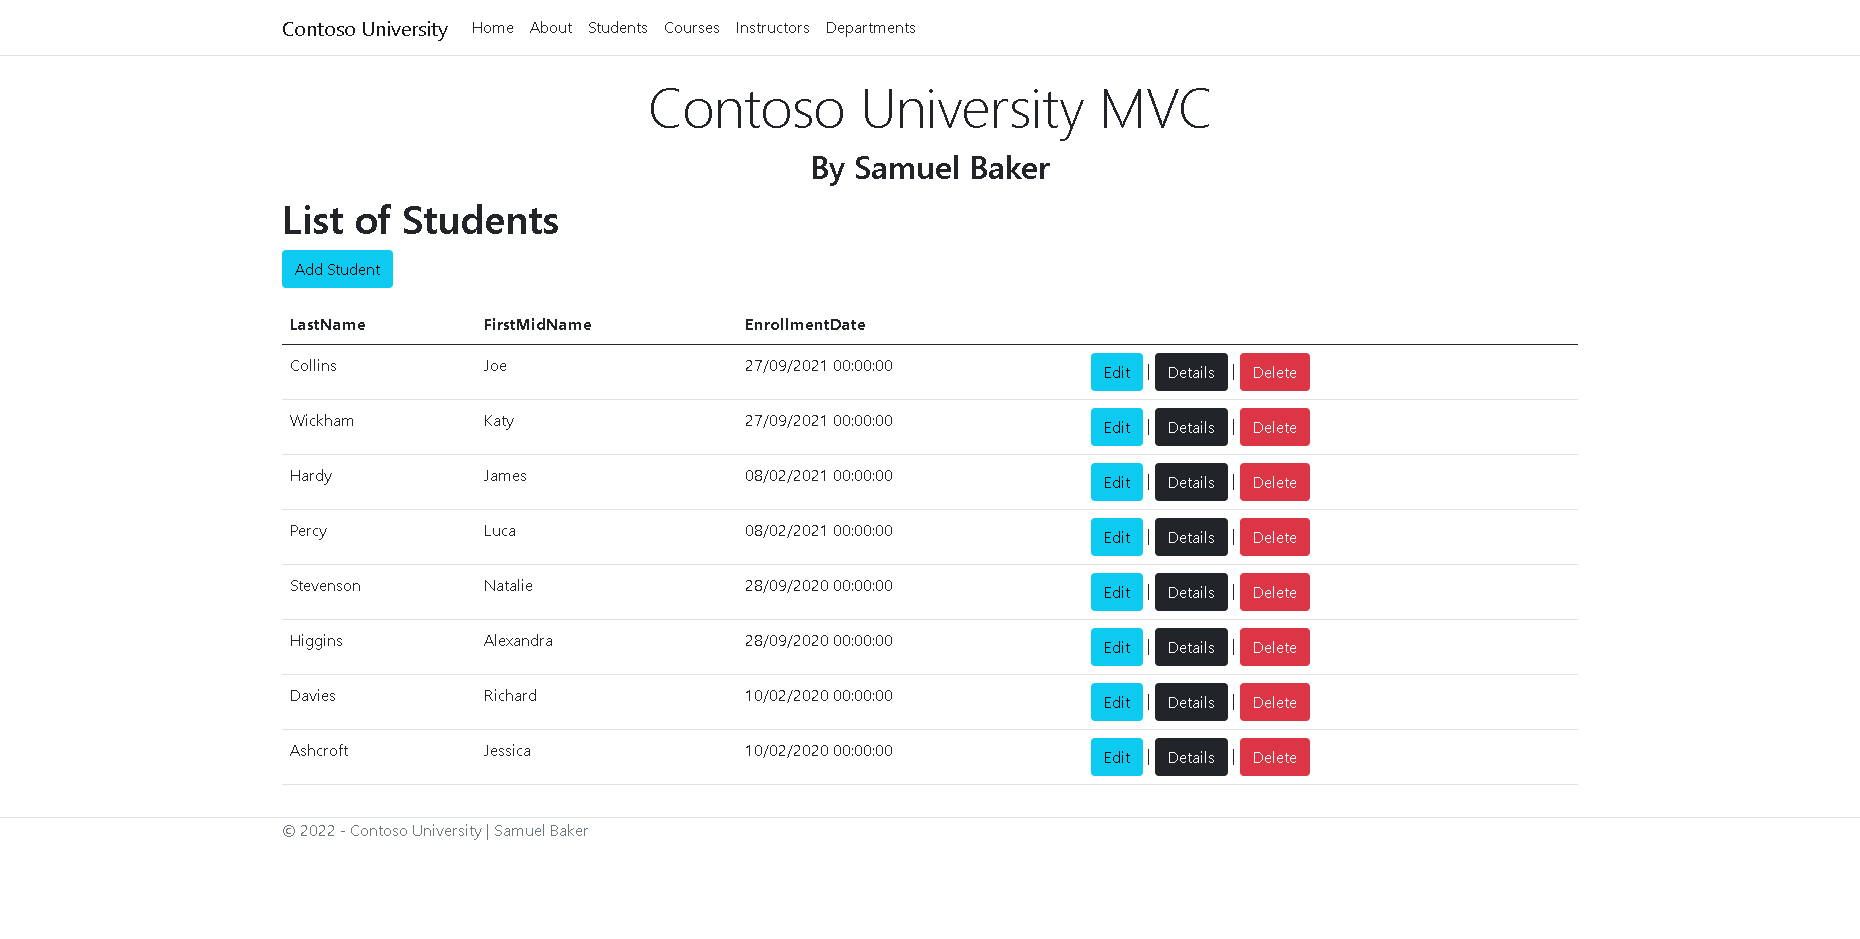 Contoso University Home About Students Courses Instructors Departments
Contoso University MVC
By Samuel Baker
List of Students
Add Student
LastName FirstMidName EnrollmentDate
Collins Joe 27/09/2021 00:00:00 Edit | Details | Delete
Wickham Katy 27/09/2021 00:00:00 Edit | Details | Delete
Hardy James 08/02/2021 00:00:00 Edit | Details | Delete
Percy Luca 08/02/2021 00:00:00 Edit | Details | Delete
Stevenson Natalie 28/09/2020 00:00:00 Edit | Details | Delete
Higgins Alexandra 28/09/2020 00:00:00 Edit | Details | Delete
Davies Richard 10/02/2020 00:00:00 Edit | Details | Delete
Ashcroft Jessica 10/02/2020 00:00:00 Edit | Details | Delete
© 2022 - Contoso University | Samuel Baker